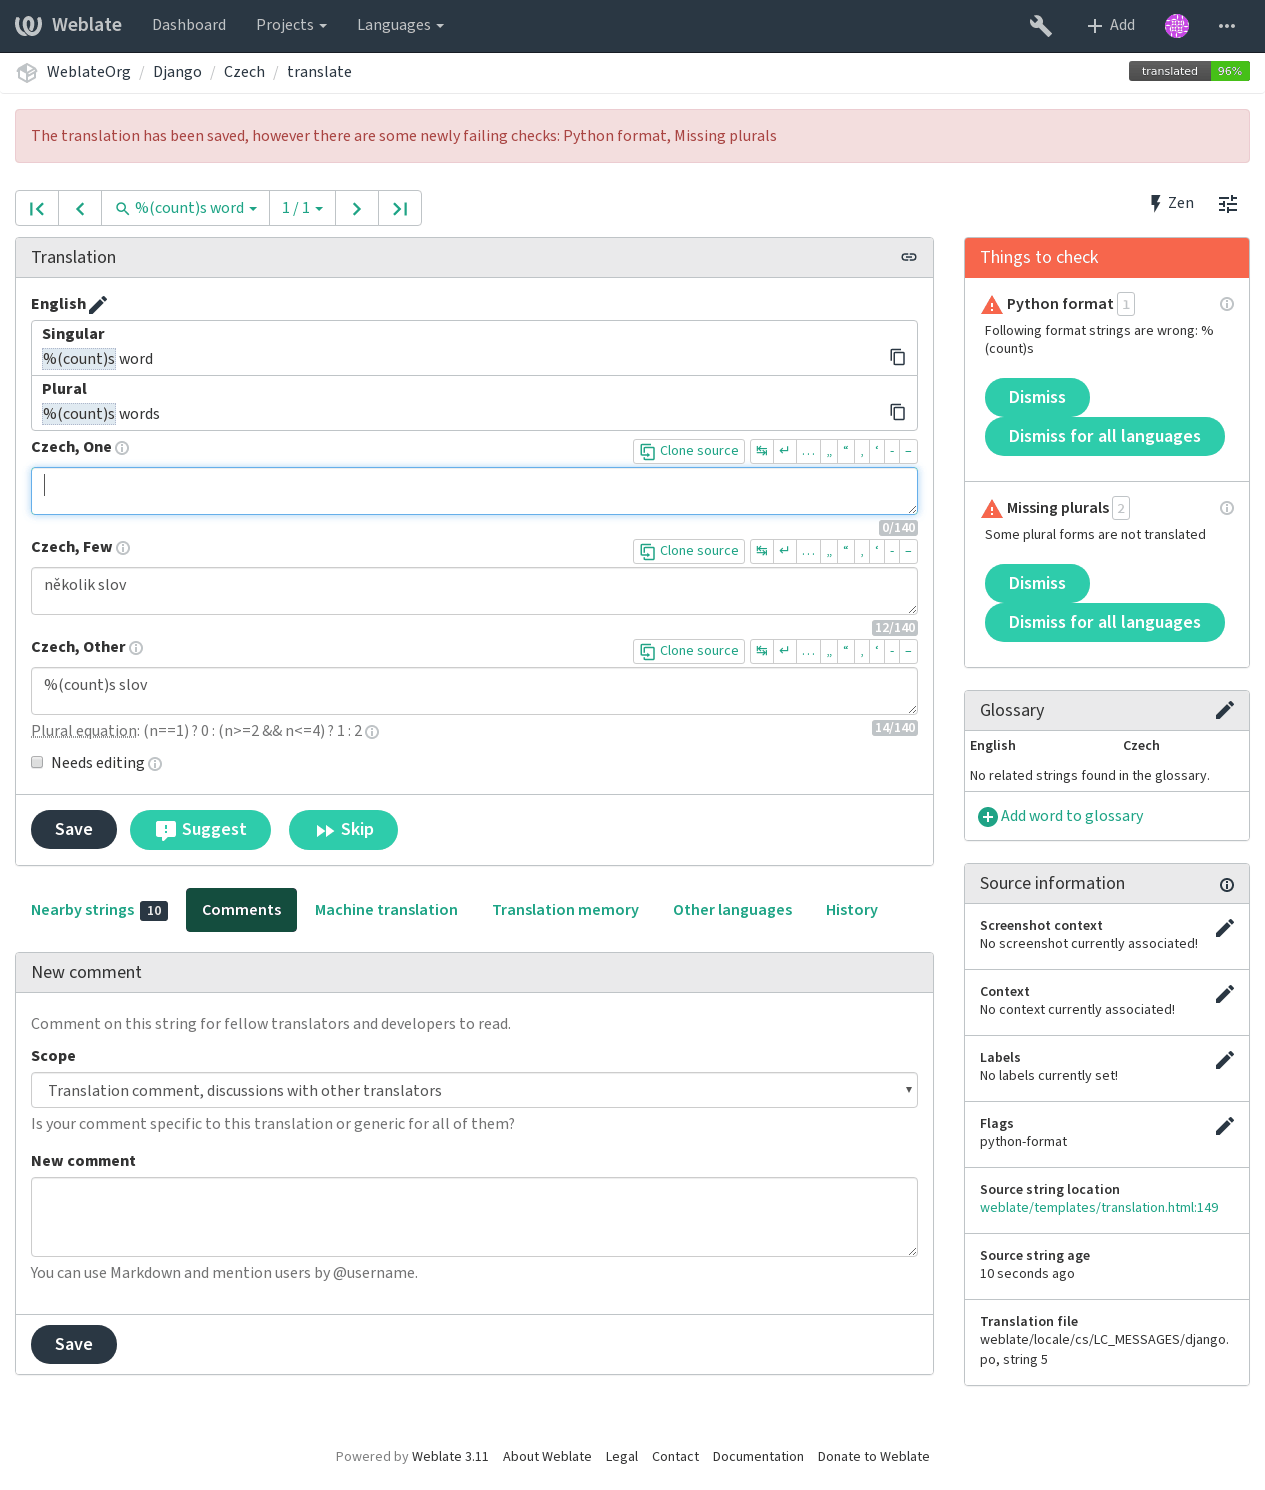 Weblate Dashboard Projects Languages Add
WeblateOrg / Django / Czech / translate translated 96%
The translation has been saved, however there are some newly failing checks: Python format, Missing plurals
%(count)s word 1 / 1 Zen
Translation
English
Singular
%(count)s word
Plural
%(count)s words
Czech, One Clone source ↹ ↵ … „ “ ‚ ‘ - –
0/140
Czech, Few Clone source ↹ ↵ … „ “ ‚ ‘ - –
několik slov
12/140
Czech, Other Clone source ↹ ↵ … „ “ ‚ ‘ - –
%(count)s slov
Plural equation: (n==1) ? 0 : (n>=2 && n<=4) ? 1 : 2 14/140
Needs editing
Save Suggest Skip
Nearby strings 10 Comments Machine translation Translation memory Other languages History
New comment
Comment on this string for fellow translators and developers to read.
Scope
Translation comment, discussions with other translators
Is your comment specific to this translation or generic for all of them?
New comment
You can use Markdown and mention users by @username.
Save
Things to check
Python format 1
Following format strings are wrong: %
(count)s
Dismiss
Dismiss for all languages
Missing plurals 2
Some plural forms are not translated
Dismiss
Dismiss for all languages
Glossary
English Czech
No related strings found in the glossary.
Add word to glossary
Source information
Screenshot context
No screenshot currently associated!
Context
No context currently associated!
Labels
No labels currently set!
Flags
python-format
Source string location
weblate/templates/translation.html:149
Source string age
10 seconds ago
Translation file
weblate/locale/cs/LC_MESSAGES/django.
po, string 5
Powered by Weblate 3.11 About Weblate Legal Contact Documentation Donate to Weblate